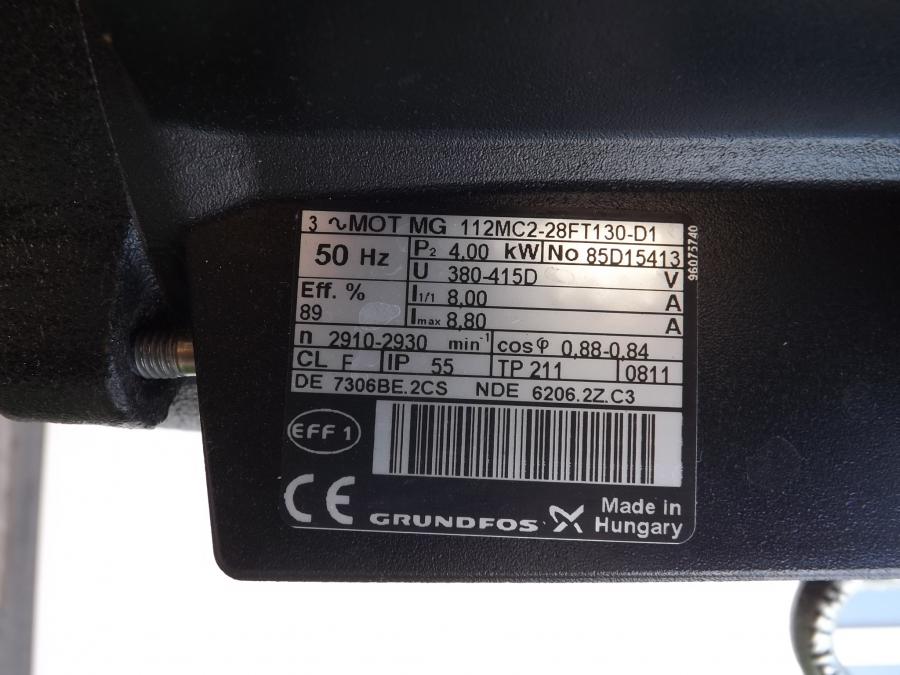 3 ~MOT MG 112MC2-28FT130-D1
50 Hz
P2 4,00 kW No 85D15413
U 380-415D V
Eff. %
89
I1/1 8,00 A
Imax 8,80 A
n 2910-2930 min-1 cosφ 0,88-0,84
CL F IP 55 TP 211 0811
DE 7306BE.2CS NDE 6206.2Z.C3
96075740
EFF 1
CE GRUNDFOS Made in
Hungary